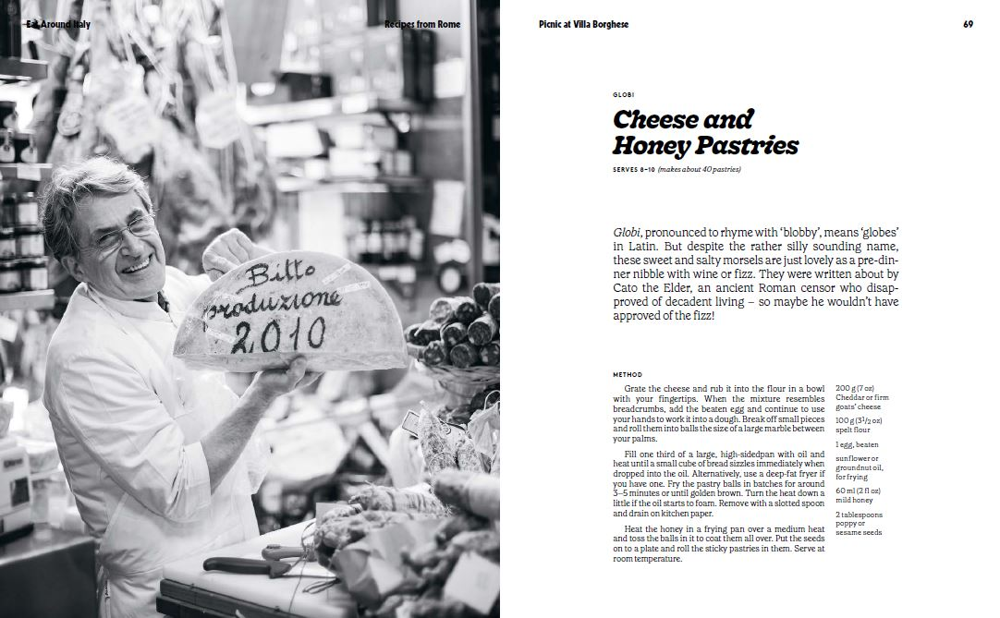 Eat Around Italy
Recipes from Rome
Bitto
produzione
2010
Picnic at Villa Borghese
69
GLOBI
Cheese and
Honey Pastries
SERVES 8–10 (makes about 40 pastries)
Globi, pronounced to rhyme with ‘blobby’, means ‘globes’
in Latin. But despite the rather silly sounding name,
these sweet and salty morsels are just lovely as a pre-din-
ner nibble with wine or fizz. They were written about by
Cato the Elder, an ancient Roman censor who disap-
proved of decadent living – so maybe he wouldn’t have
approved of the fizz!
METHOD
Grate the cheese and rub it into the flour in a bowl
with your fingertips. When the mixture resembles
breadcrumbs, add the beaten egg and continue to use
your hands to work it into a dough. Break off small pieces
and roll them into balls the size of a large marble between
your palms.
Fill one third of a large, high-sidedpan with oil and
heat until a small cube of bread sizzles immediately when
dropped into the oil. Alternatively, use a deep-fat fryer if
you have one. Fry the pastry balls in batches for around
3–5 minutes or until golden brown. Turn the heat down a
little if the oil starts to foam. Remove with a slotted spoon
and drain on kitchen paper.
Heat the honey in a frying pan over a medium heat
and toss the balls in it to coat them all over. Put the seeds
on to a plate and roll the sticky pastries in them. Serve at
room temperature.
200 g (7 oz)
Cheddar or firm
goats’ cheese
100 g (3½ oz)
spelt flour
1 egg, beaten
sunflower or
groundnut oil,
for frying
60 ml (2 fl oz)
mild honey
2 tablespoons
poppy or
sesame seeds